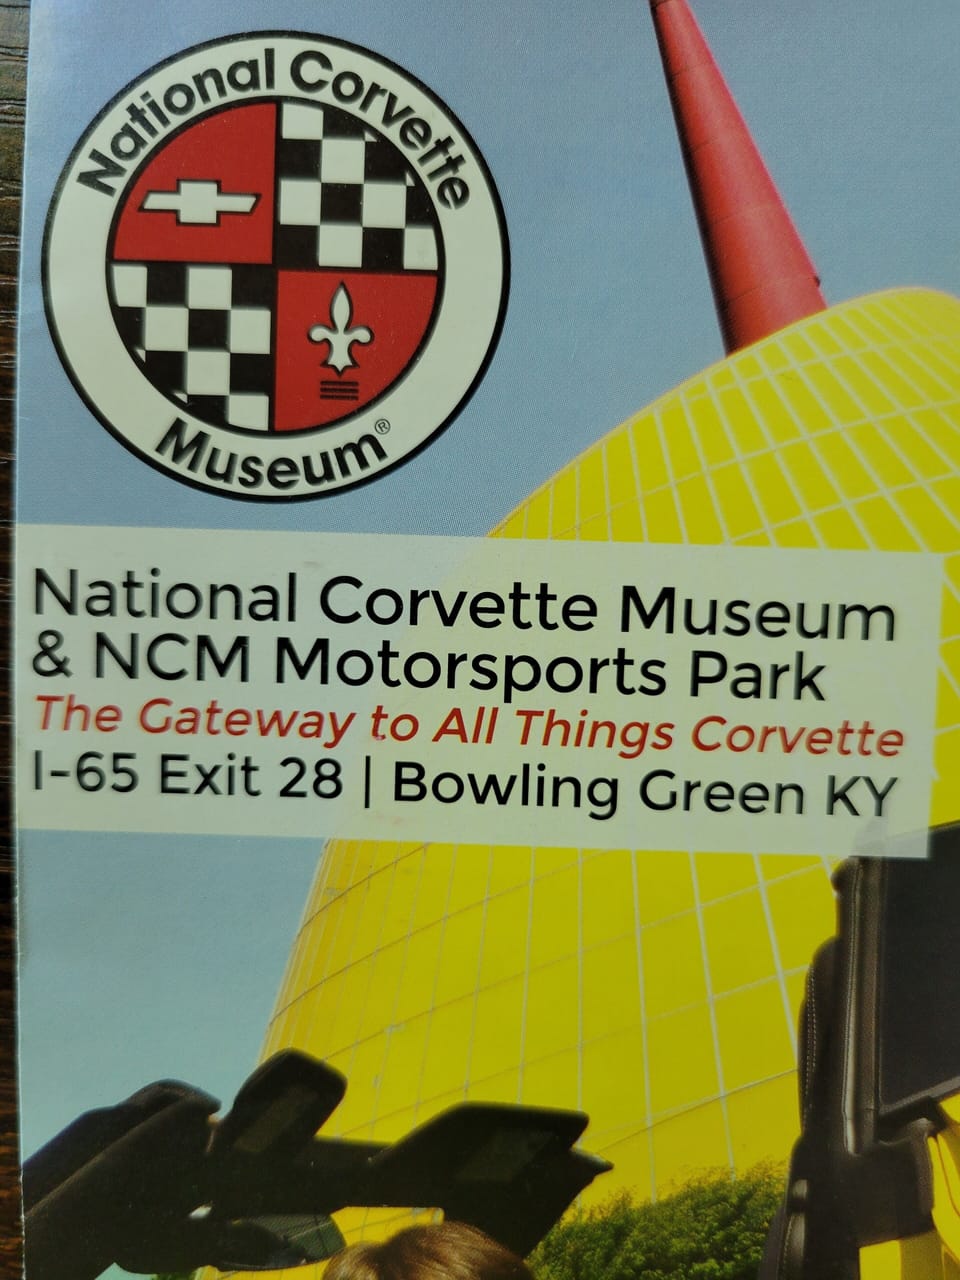 National Corvette
Museum®
National Corvette Museum
& NCM Motorsports Park
The Gateway to All Things Corvette
I-65 Exit 28 | Bowling Green KY